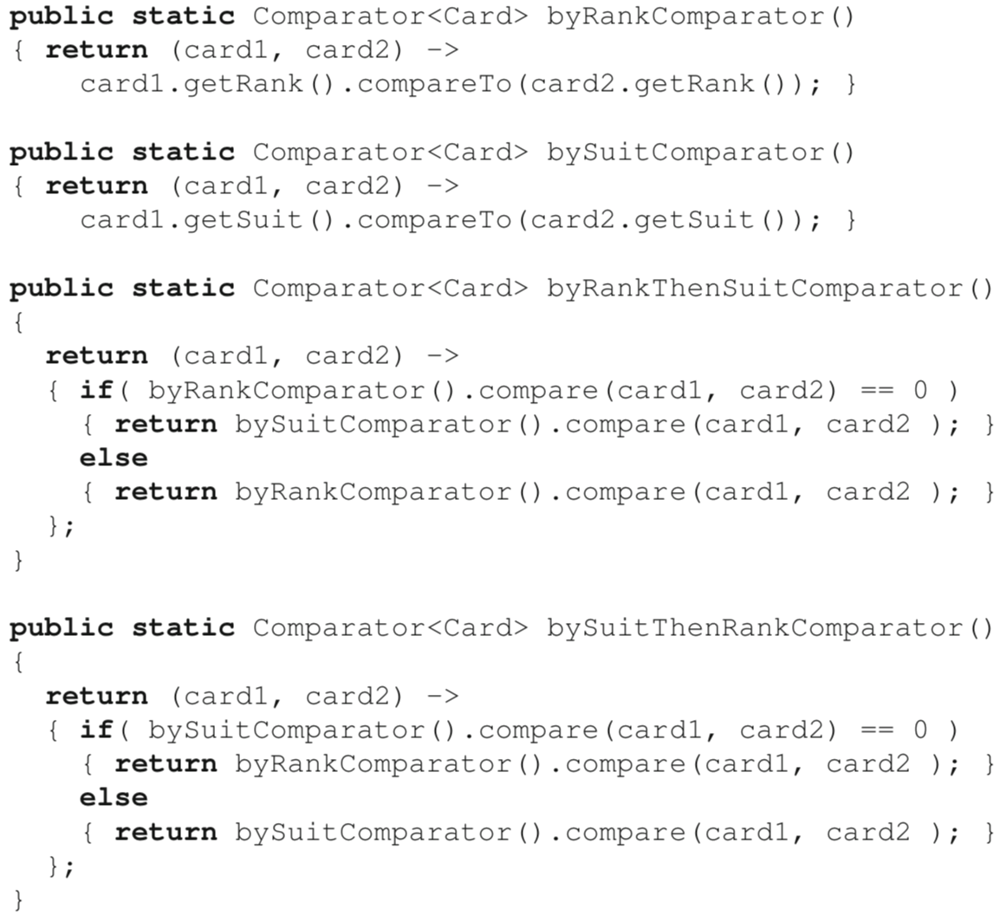 public static Comparator<Card> byRankComparator()
{ return (card1, card2) ->
    card1.getRank().compareTo(card2.getRank()); }

public static Comparator<Card> bySuitComparator()
{ return (card1, card2) ->
    card1.getSuit().compareTo(card2.getSuit()); }

public static Comparator<Card> byRankThenSuitComparator()
{
  return (card1, card2) ->
  { if( byRankComparator().compare(card1, card2) == 0 )
    { return bySuitComparator().compare(card1, card2 ); }
    else
    { return byRankComparator().compare(card1, card2 ); }
  };
}

public static Comparator<Card> bySuitThenRankComparator()
{
  return (card1, card2) ->
  { if( bySuitComparator().compare(card1, card2) == 0 )
    { return byRankComparator().compare(card1, card2 ); }
    else
    { return bySuitComparator().compare(card1, card2 ); }
  };
}